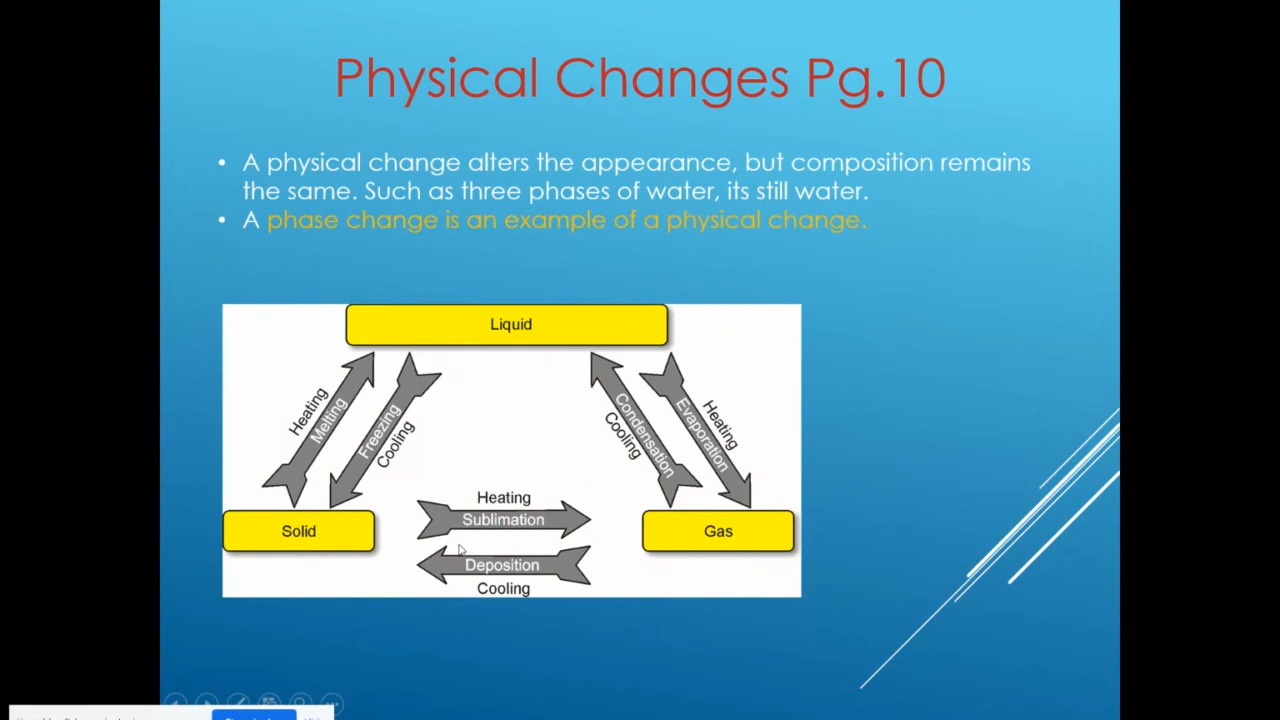 Physical Changes Pg.10
• A physical change alters the appearance, but composition remains
the same. Such as three phases of water, its still water.
• A phase change is an example of a physical change.
Liquid
Heating
Melting
Freezing
Cooling
Condensation
Cooling
Heating
Evaporation
Heating
Sublimation
Solid
Gas
Deposition
Cooling